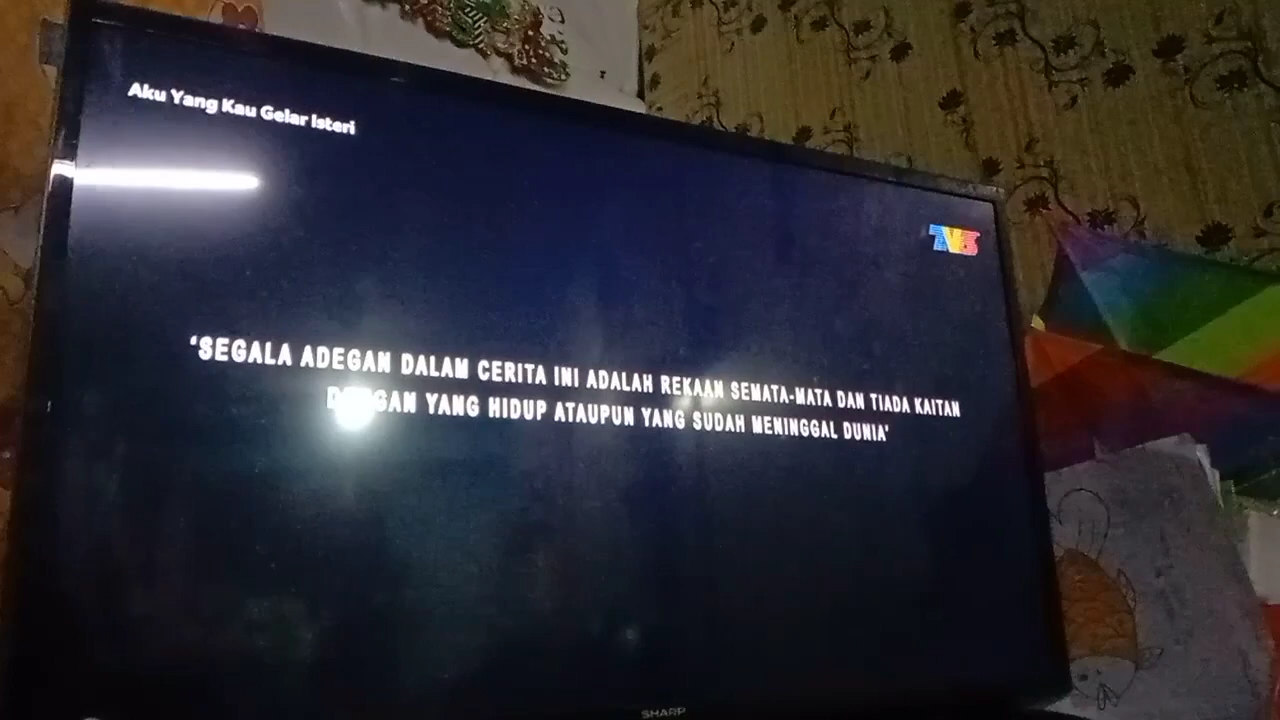 Aku Yang Kau Gelar Isteri
TV3
'SEGALA ADEGAN DALAM CERITA INI ADALAH REKAAN SEMATA-MATA DAN TIADA KAITAN
DENGAN YANG HIDUP ATAUPUN YANG SUDAH MENINGGAL DUNIA'
SHARP